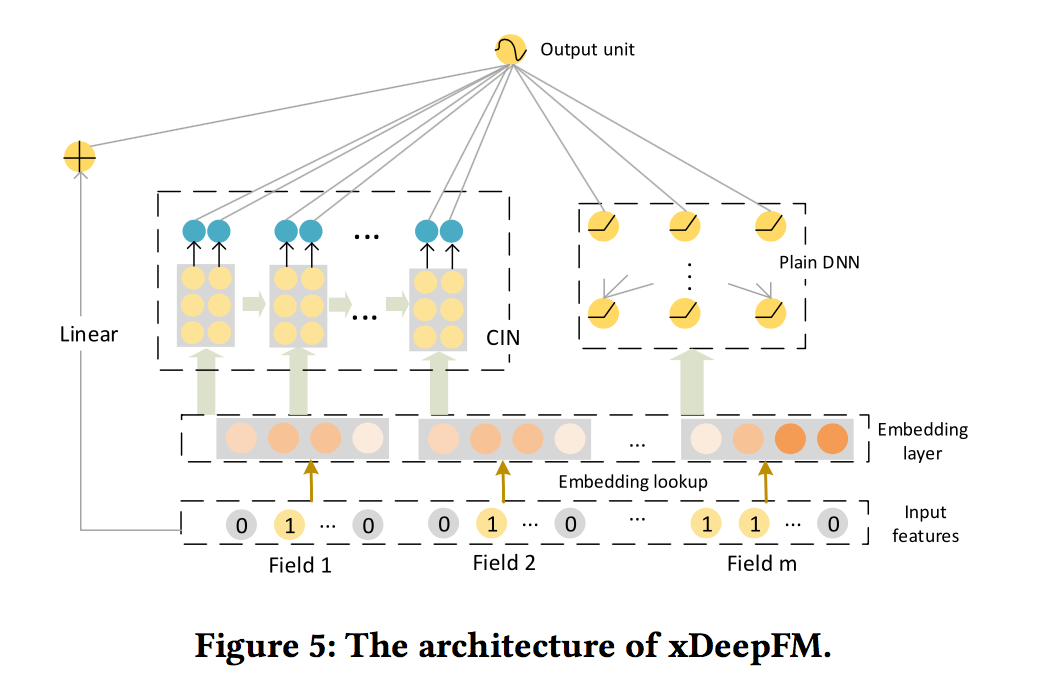 Output unit
Plain DNN
...
CIN
...
Linear
Embedding
layer
...
Embedding lookup
0 1 ... 0 0 1 ... 0 ... 1 1 ... 0
Input
features
Field 1 Field 2 Field m
Figure 5: The architecture of xDeepFM.